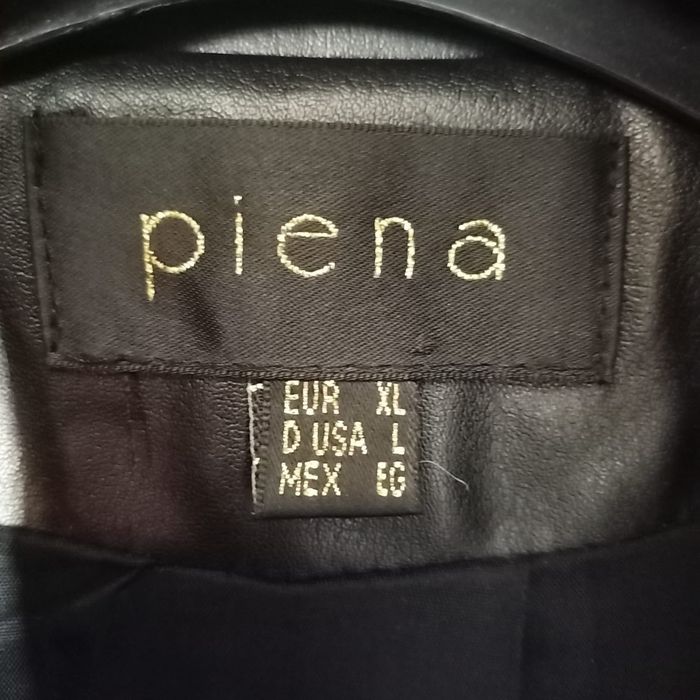 piena
EUR XL
D USA L
MEX EG